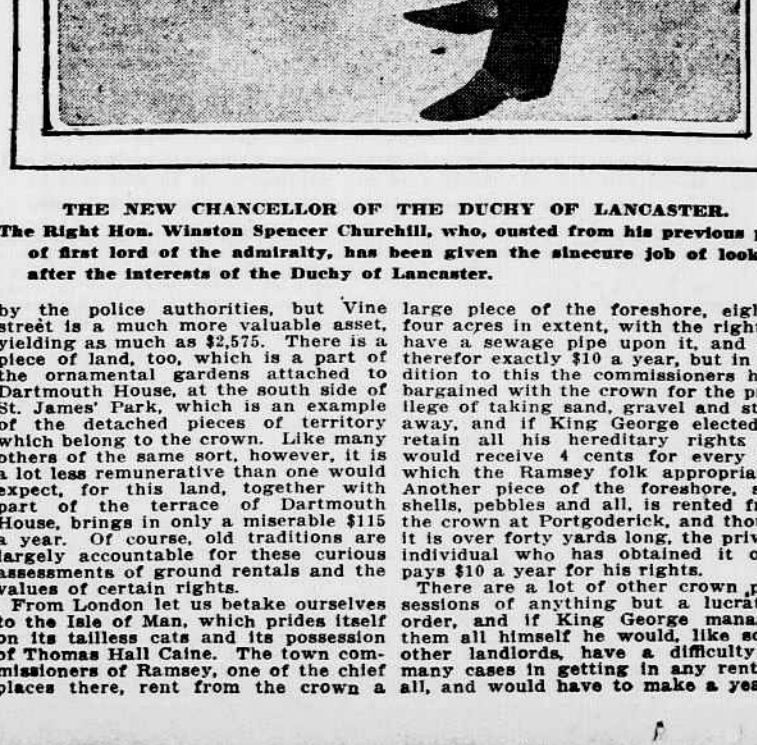 THE NEW CHANCELLOR OF THE DUCHY OF LANCASTER.
The Right Hon. Winston Spencer Churchill, who, ousted from his previous p
of first lord of the admiralty, has been given the sinecure job of look
after the interests of the Duchy of Lancaster.
by the police authorities, but Vine
street is a much more valuable asset,
yielding as much as $2,575. There is a
piece of land, too, which is a part of
the ornamental gardens attached to
Dartmouth House, at the south side of
St. James' Park, which is an example
of the detached pieces of territory
which belong to the crown. Like many
others of the same sort, however, it is
a lot less remunerative than one would
expect, for this land, together with
part of the terrace of Dartmouth
House, brings in only a miserable $115
a year. Of course, old traditions are
largely accountable for these curious
assessments of ground rentals and the
values of certain rights.
From London let us betake ourselves
to the Isle of Man, which prides itself
on its tailless cats and its possession
of Thomas Hall Caine. The town com-
missioners of Ramsey, one of the chief
places there, rent from the crown a
large piece of the foreshore, eigh
four acres in extent, with the right
have a sewage pipe upon it, and
therefor exactly $10 a year, but in
dition to this the commissioners h
bargained with the crown for the pr
ilege of taking sand, gravel and st
away, and if King George elected
retain all his hereditary rights
would receive 4 cents for every
which the Ramsey folk appropria
Another piece of the foreshore, s
shells, pebbles and all, is rented fr
the crown at Portgoderick, and thou
it is over forty yards long, the priv
individual who has obtained it o
pays $10 a year for his rights.
There are a lot of other crown p
sessions of anything but a lucrat
order, and if King George mana
them all himself he would, like so
other landlords, have a difficulty
many cases in getting in any rent
all, and would have to make a yea